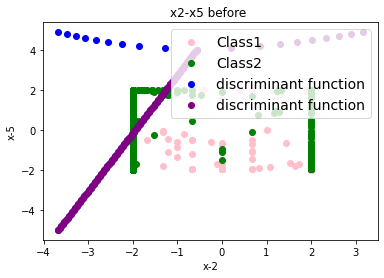 x2-x5 before
Class1
Class2
discriminant function
discriminant function
x-5
4
2
0
−2
−4
−4
−3
−2
−1
0
1
2
3
x-2